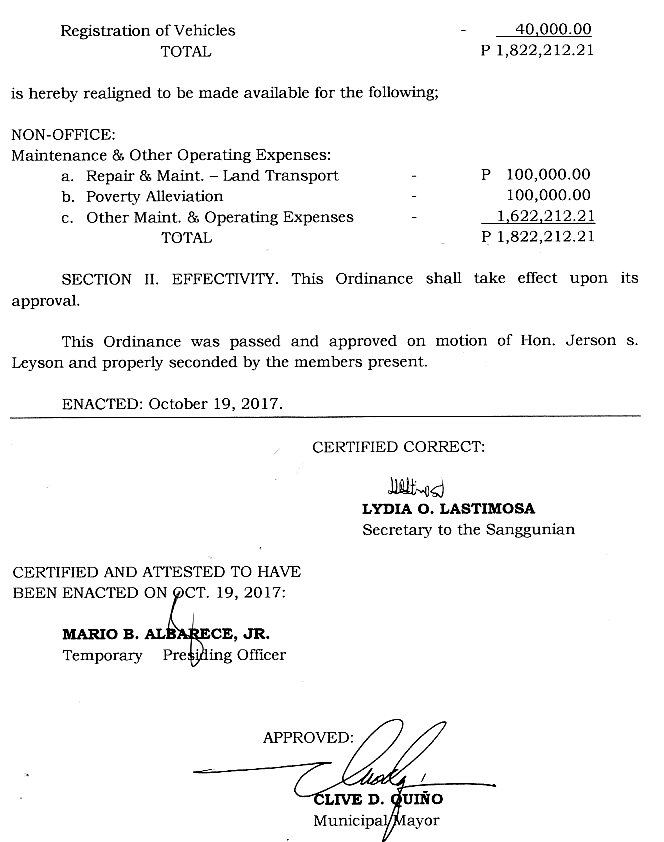 Registration of Vehicles - 40,000.00
TOTAL P 1,822,212.21
is hereby realigned to be made available for the following;
NON-OFFICE:
Maintenance & Other Operating Expenses:
a. Repair & Maint. – Land Transport - P 100,000.00
b. Poverty Alleviation - 100,000.00
c. Other Maint. & Operating Expenses - 1,622,212.21
TOTAL P 1,822,212.21
SECTION II. EFFECTIVITY. This Ordinance shall take effect upon its
approval.
This Ordinance was passed and approved on motion of Hon. Jerson s.
Leyson and properly seconded by the members present.
ENACTED: October 19, 2017.
CERTIFIED CORRECT:
LYDIA O. LASTIMOSA
Secretary to the Sanggunian
CERTIFIED AND ATTESTED TO HAVE
BEEN ENACTED ON OCT. 19, 2017:
MARIO B. ALBARECE, JR.
Temporary Presiding Officer
APPROVED:
CLIVE D. QUIÑO
Municipal Mayor